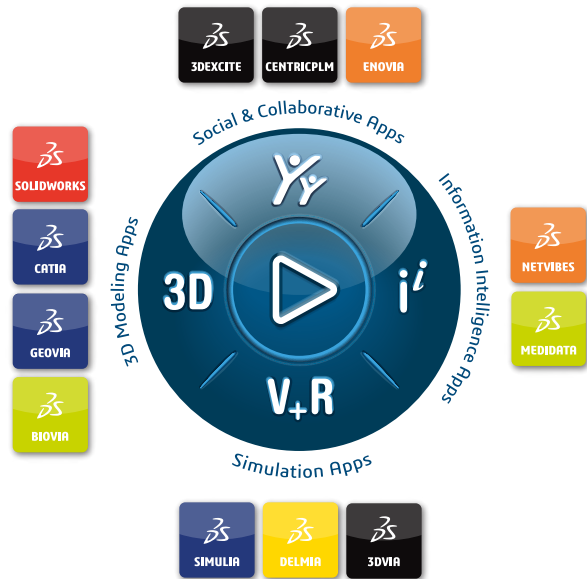 3DEXCITE
CENTRICPLM
ENOVIA
Social & Collaborative Apps
SOLIDWORKS
CATIA
GEOVIA
BIOVIA
3D Modeling Apps
3D
i i
V+R
Information Intelligence Apps
NETVIBES
MEDIDATA
Simulation Apps
SIMULIA
DELMIA
3DVIA